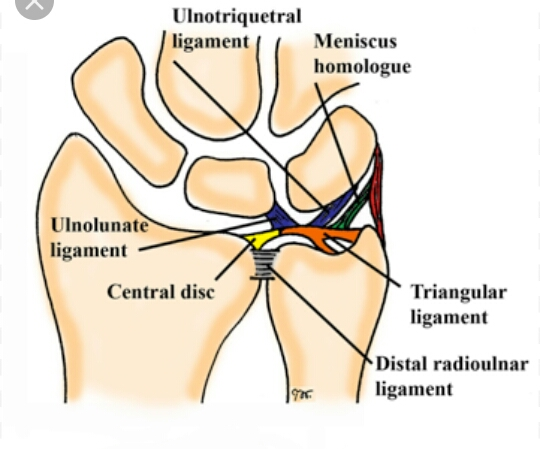 Ulnotriquetral
ligament
Meniscus
homologue
Ulnolunate
ligament
Central disc
Triangular
ligament
Distal radioulnar
ligament